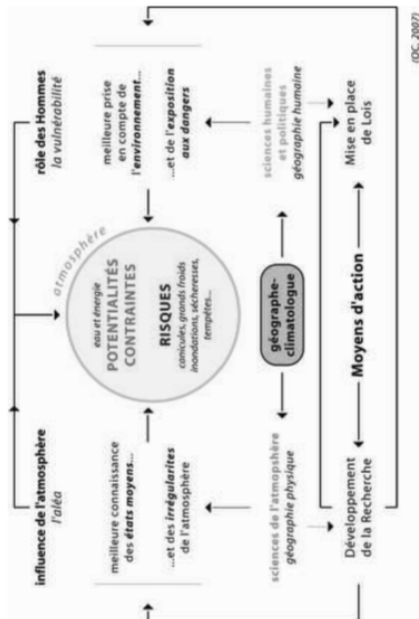 influence de l'atmosphère
l'aléa
rôle des Hommes
la vulnérabilité
atmosphère
meilleure connaissance
des états moyens...
...et des irrégularites
de l'atmosphère
eau et énergie
POTENTIALITÉS
CONTRAINTES
RISQUES
canicules, grands froids
inondations, sécheresses,
tempêtes...
meilleure prise
en compte de
l'environnement...
...et de l'exposition
aux dangers
sciences de l'atmopshère
géographie physique
géographe-
climatologue
sciences humaines
et politiques
géographie humaine
Développement
de la Recherche
Moyens d'action
Mise en place
de Lois
(OC, 2007)